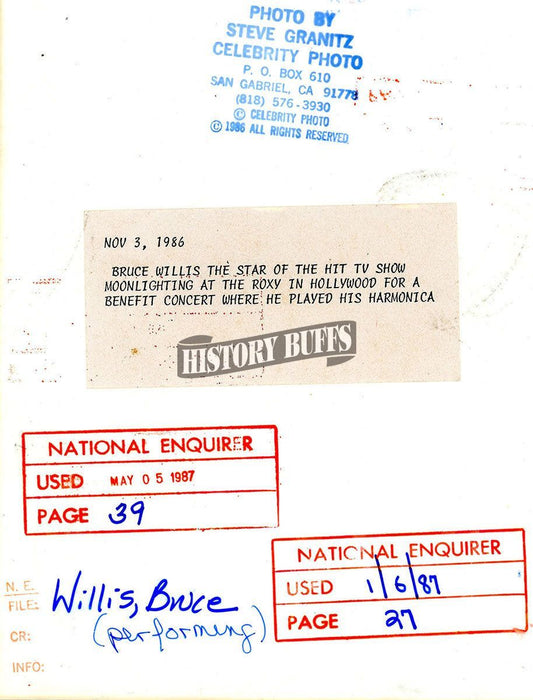 PHOTO BY
STEVE GRANITZ
CELEBRITY PHOTO
P. O. BOX 610
SAN GABRIEL, CA 91778
(818) 576-3930
© CELEBRITY PHOTO
© 1986 ALL RIGHTS RESERVED
NOV 3, 1986
BRUCE WILLIS THE STAR OF THE HIT TV SHOW
MOONLIGHTING AT THE ROXY IN HOLLYWOOD FOR A
BENEFIT CONCERT WHERE HE PLAYED HIS HARMONICA
HISTORY BUFFS
NATIONAL ENQUIRER
USED MAY 05 1987
PAGE 39
NATIONAL ENQUIRER
USED 1/6/87
PAGE 27
N. E.
FILE: Willis, Bruce
(performing)
CR:
INFO: